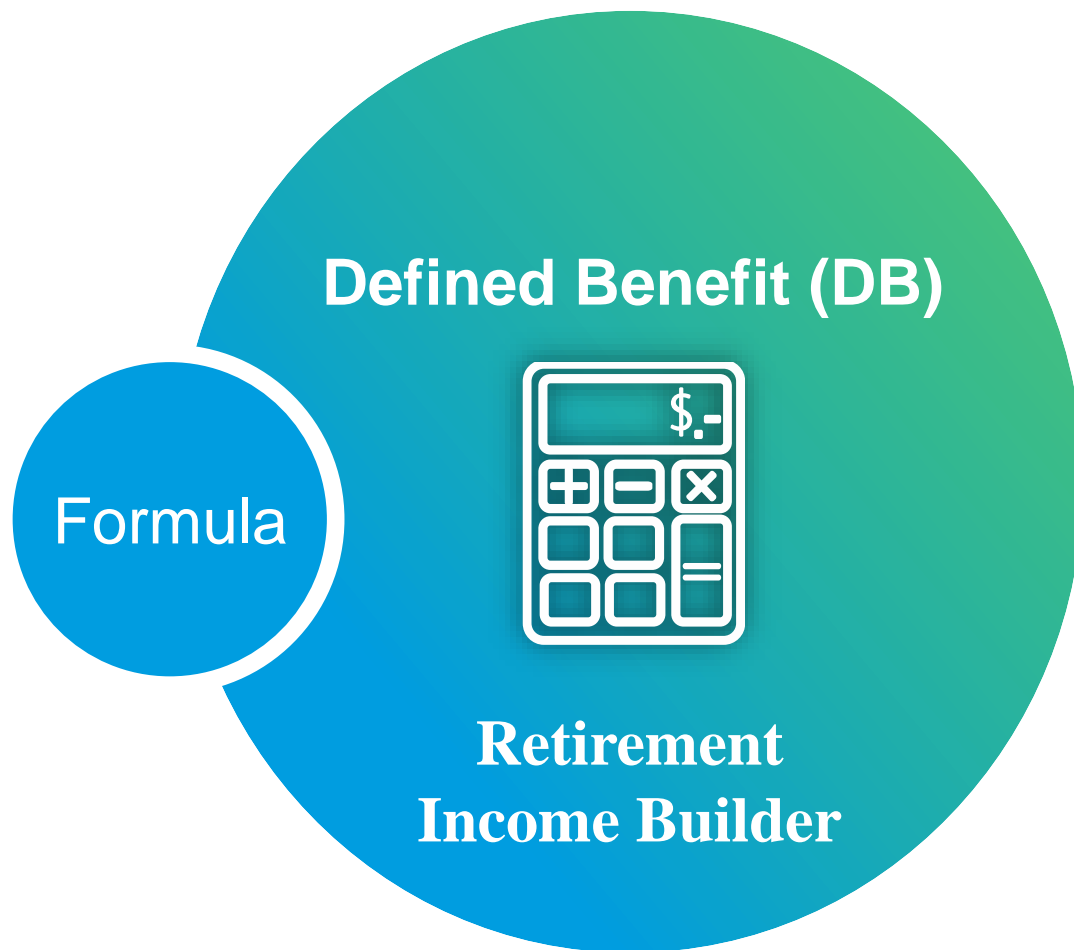 Defined Benefit (DB)
$.-
Formula
Retirement
Income Builder